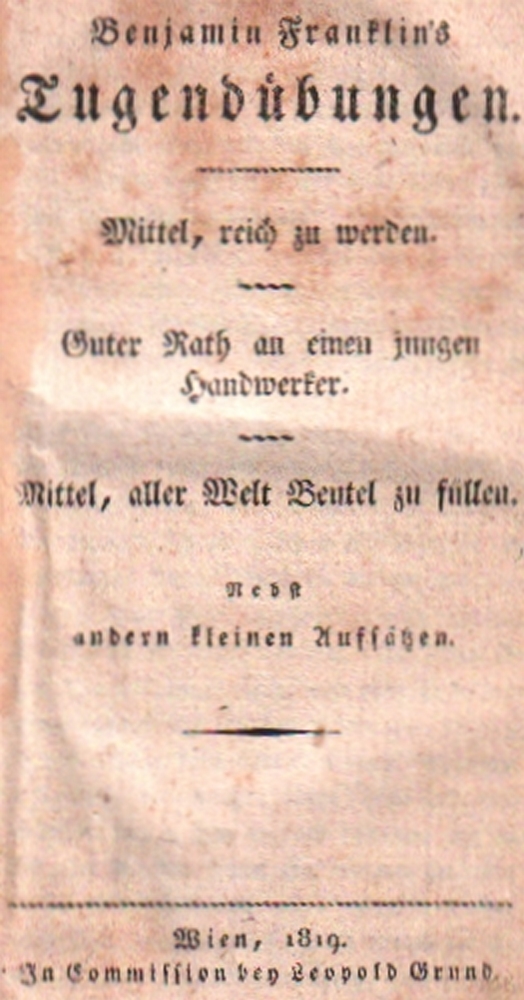 Benjamin Franklin's
Tugendübungen.
Mittel, reich zu werden.
Guter Rath an einen jungen
Handwerker.
Mittel, aller Welt Beutel zu füllen.
Nebst
andern kleinen Aufsätzen.
Wien, 1819.
In Commission bey Leopold Grund.